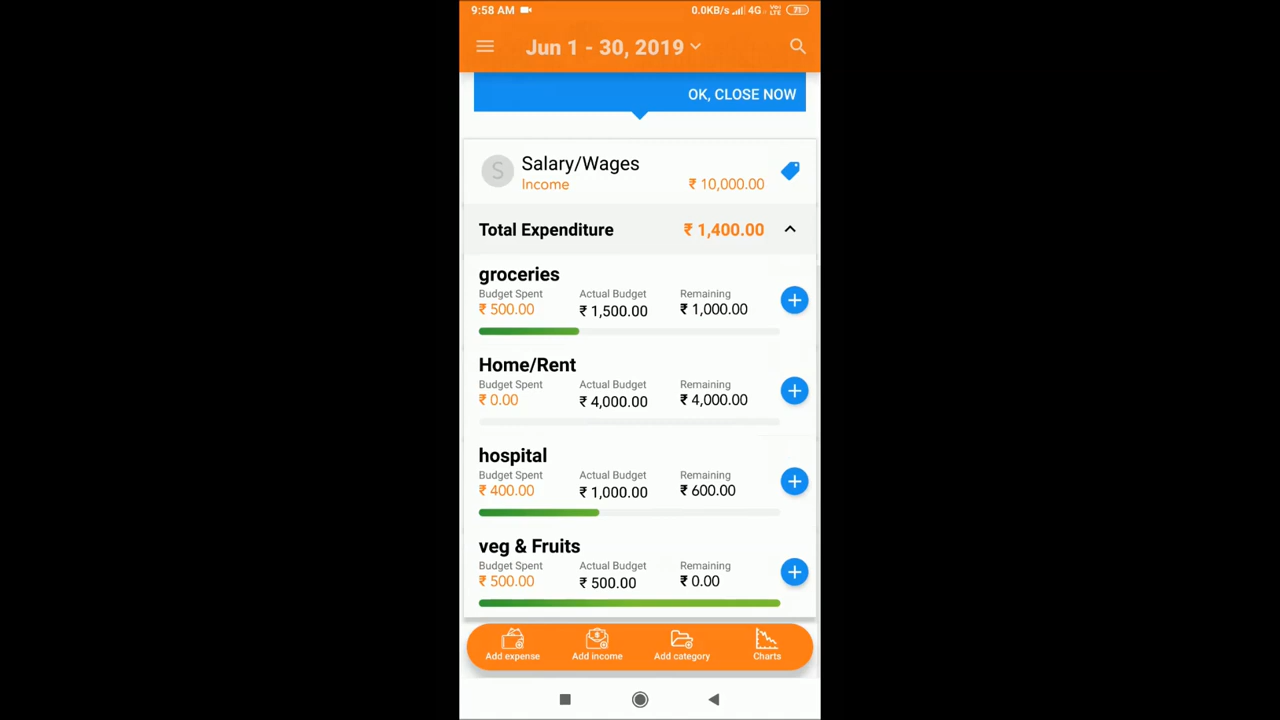 9:58 AM 0.0KB/s 4G VoLTE 71
Jun 1 - 30, 2019
OK, CLOSE NOW
S Salary/Wages
Income ₹ 10,000.00
Total Expenditure ₹ 1,400.00
groceries
Budget Spent Actual Budget Remaining
₹ 500.00 ₹ 1,500.00 ₹ 1,000.00
Home/Rent
Budget Spent Actual Budget Remaining
₹ 0.00 ₹ 4,000.00 ₹ 4,000.00
hospital
Budget Spent Actual Budget Remaining
₹ 400.00 ₹ 1,000.00 ₹ 600.00
veg & Fruits
Budget Spent Actual Budget Remaining
₹ 500.00 ₹ 500.00 ₹ 0.00
Add expense Add income Add category Charts